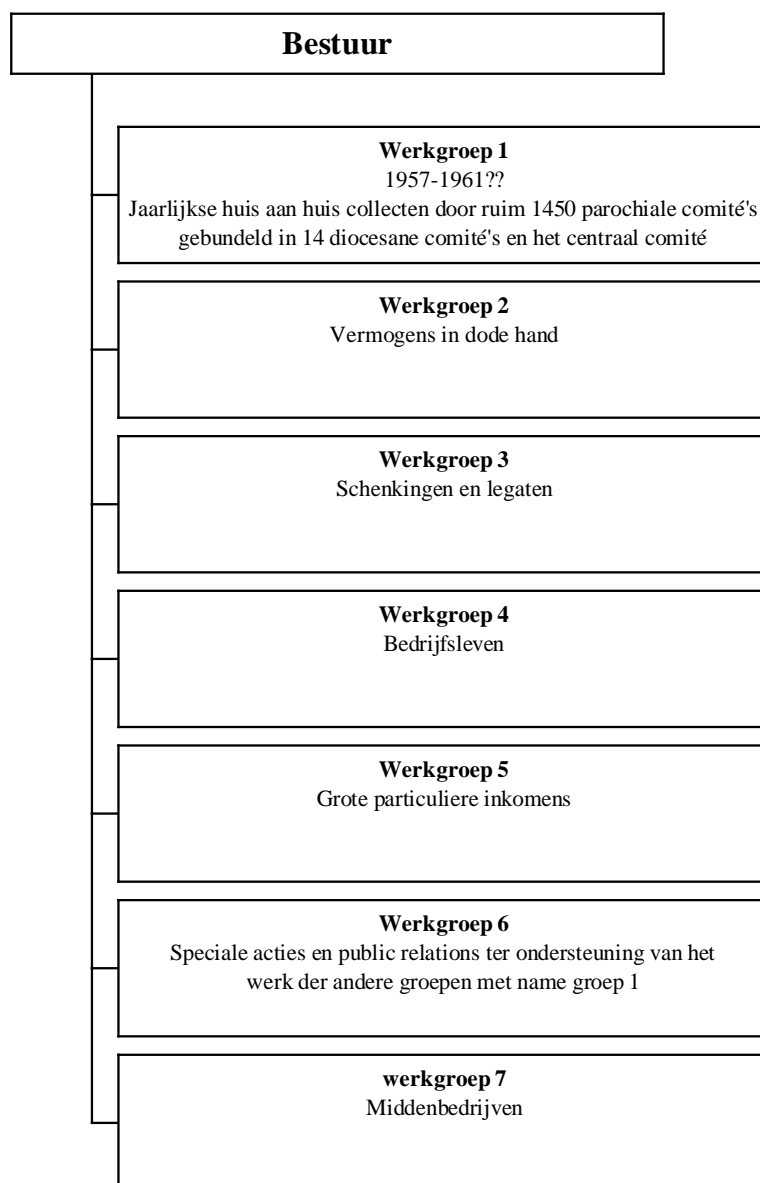 Bestuur
Werkgroep 1
1957-1961??
Jaarlijkse huis aan huis collecten door ruim 1450 parochiale comité's
gebundeld in 14 diocesane comité's en het centraal comité
Werkgroep 2
Vermogens in dode hand
Werkgroep 3
Schenkingen en legaten
Werkgroep 4
Bedrijfsleven
Werkgroep 5
Grote particuliere inkomens
Werkgroep 6
Speciale acties en public relations ter ondersteuning van het
werk der andere groepen met name groep 1
werkgroep 7
Middenbedrijven